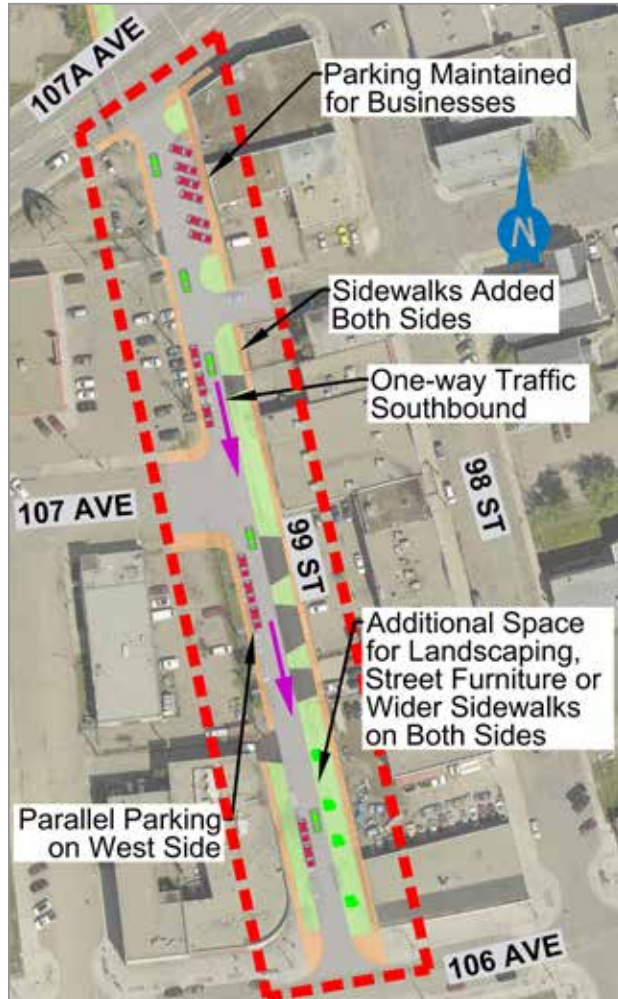 107A AVE
Parking Maintained
for Businesses
N
Sidewalks Added
Both Sides
One-way Traffic
Southbound
107 AVE
98 ST
99 ST
Additional Space
for Landscaping,
Street Furniture or
Wider Sidewalks
on Both Sides
Parallel Parking
on West Side
106 AVE